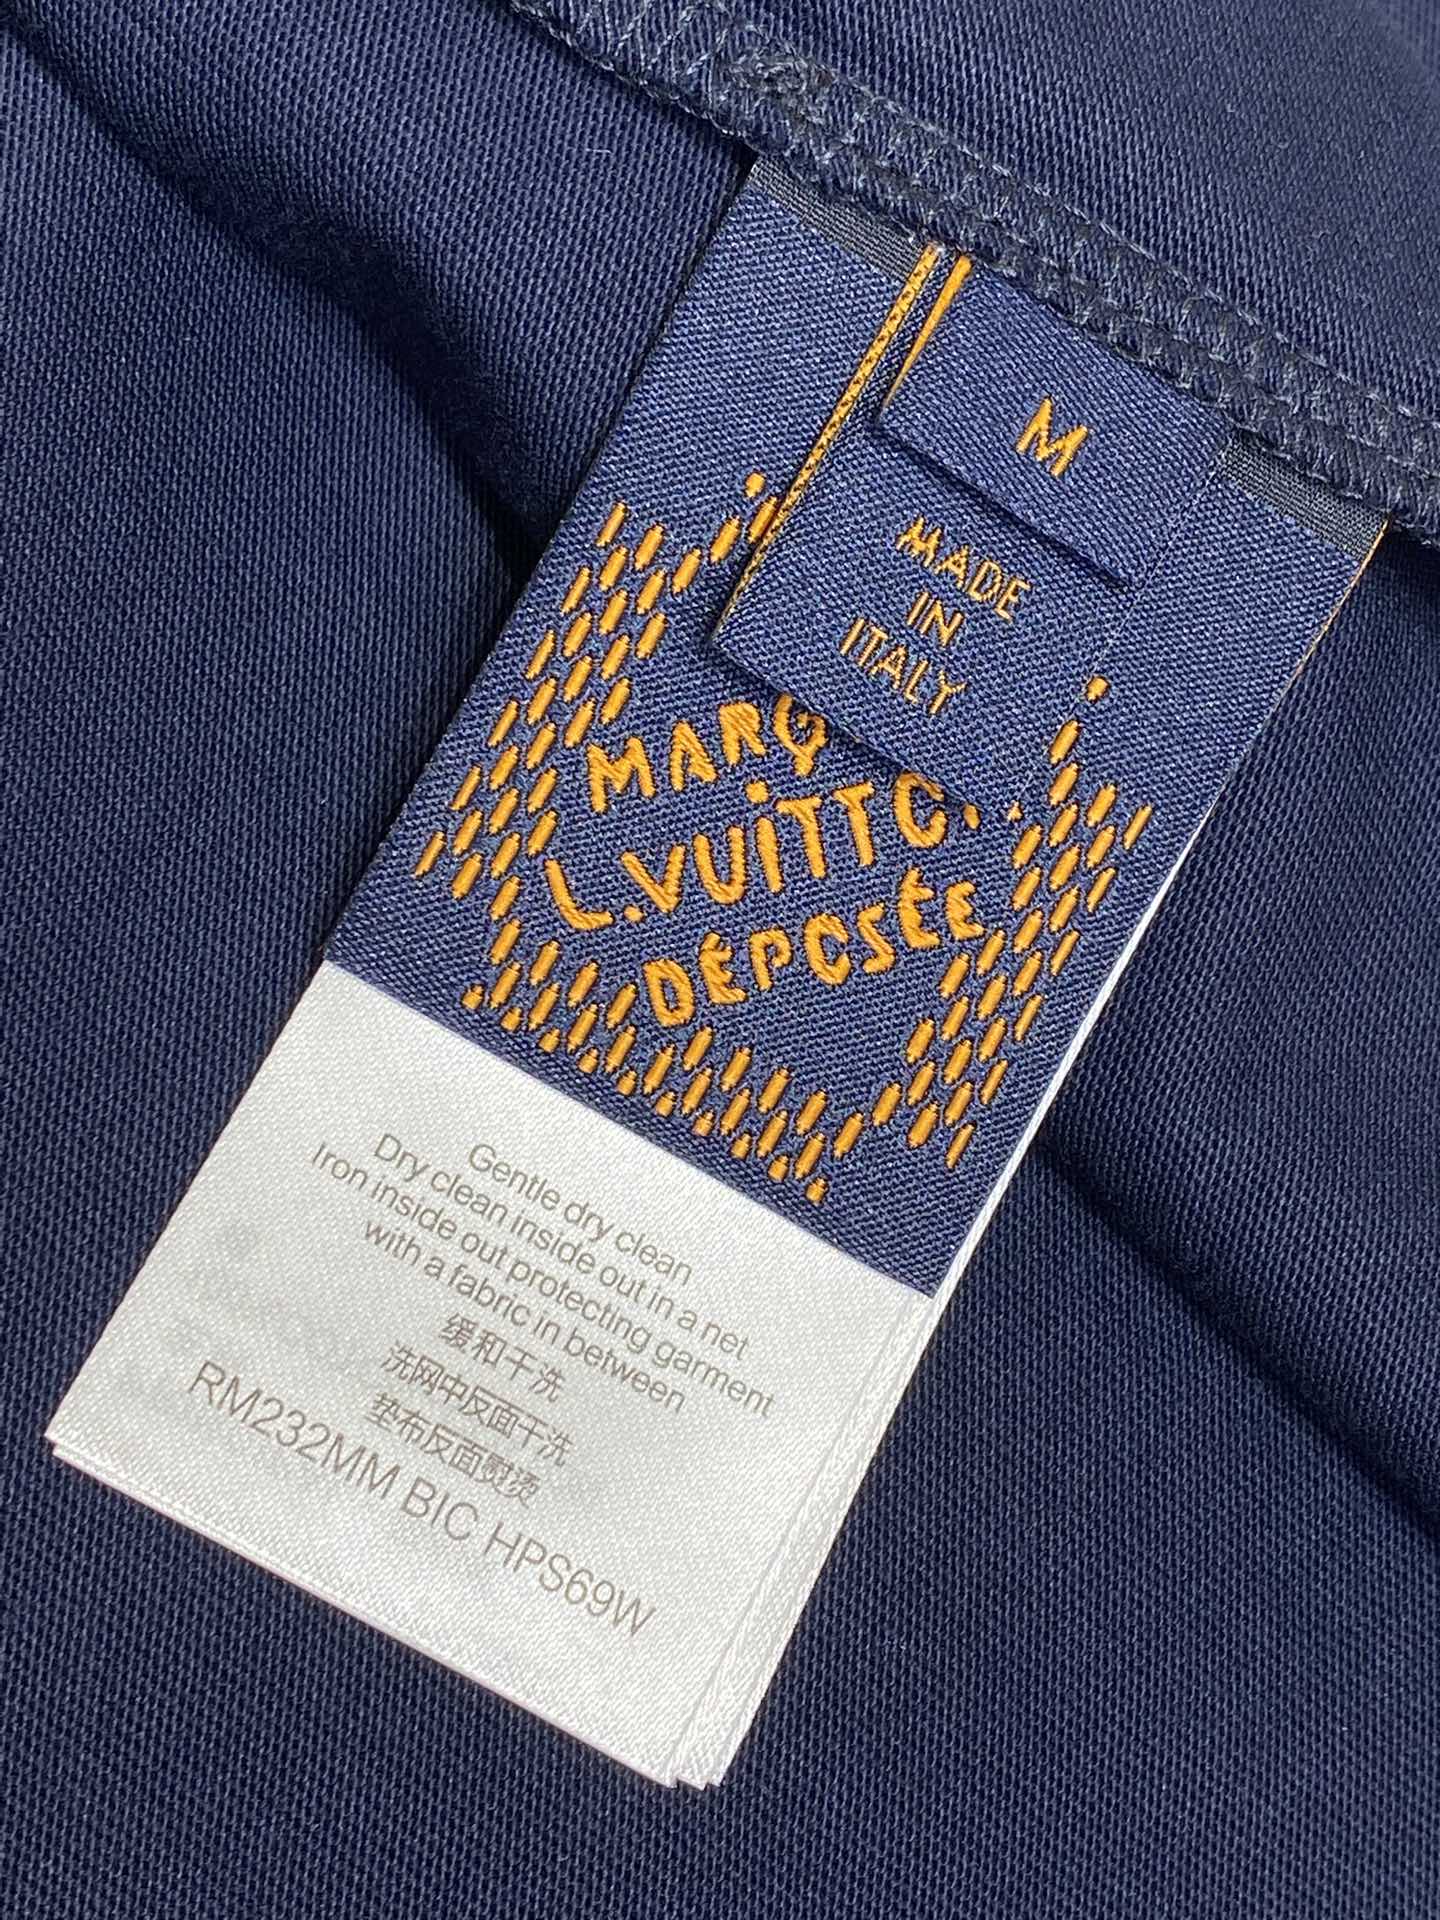 M
MADE
IN
ITALY
MARQ
L.VUITTO.
DÉPOSÉE
Gentle dry clean
Dry clean inside out in a net
Iron inside out protecting garment
with a fabric in between
缓和干洗
洗网中反面干洗
垫布反面熨烫
RM232MM BIC HPS69W